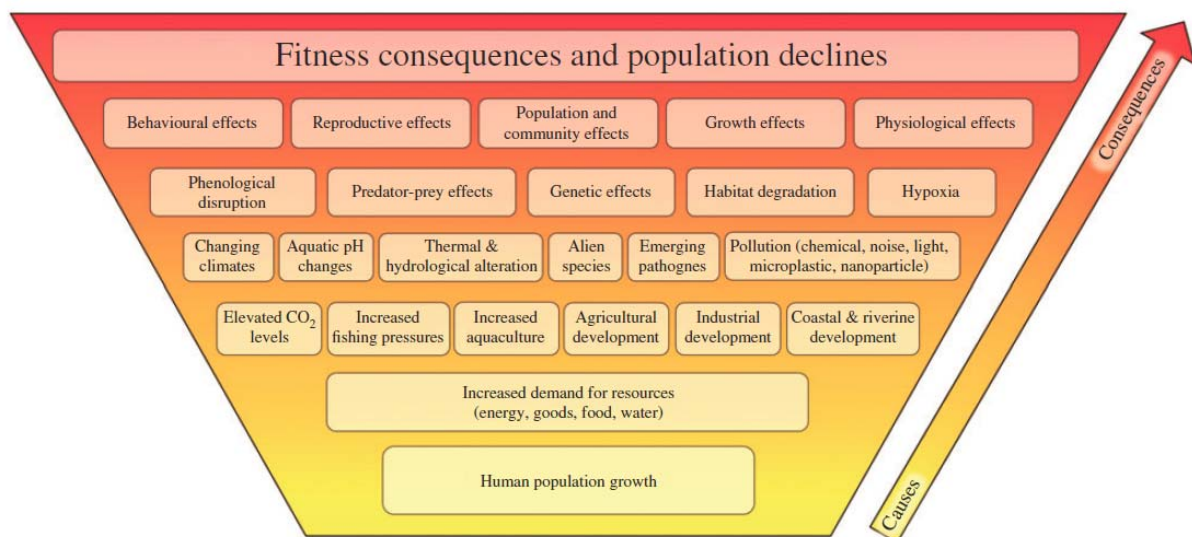 Fitness consequences and population declines
Behavioural effects
Reproductive effects
Population and
community effects
Growth effects
Physiological effects
Phenological
disruption
Predator-prey effects
Genetic effects
Habitat degradation
Hypoxia
Changing
climates
Aquatic pH
changes
Thermal &
hydrological alteration
Alien
species
Emerging
pathognes
Pollution (chemical, noise, light,
microplastic, nanoparticle)
Elevated CO₂
levels
Increased
fishing pressures
Increased
aquaculture
Agricultural
development
Industrial
development
Coastal & riverine
development
Increased demand for resources
(energy, goods, food, water)
Human population growth
Consequences
Causes